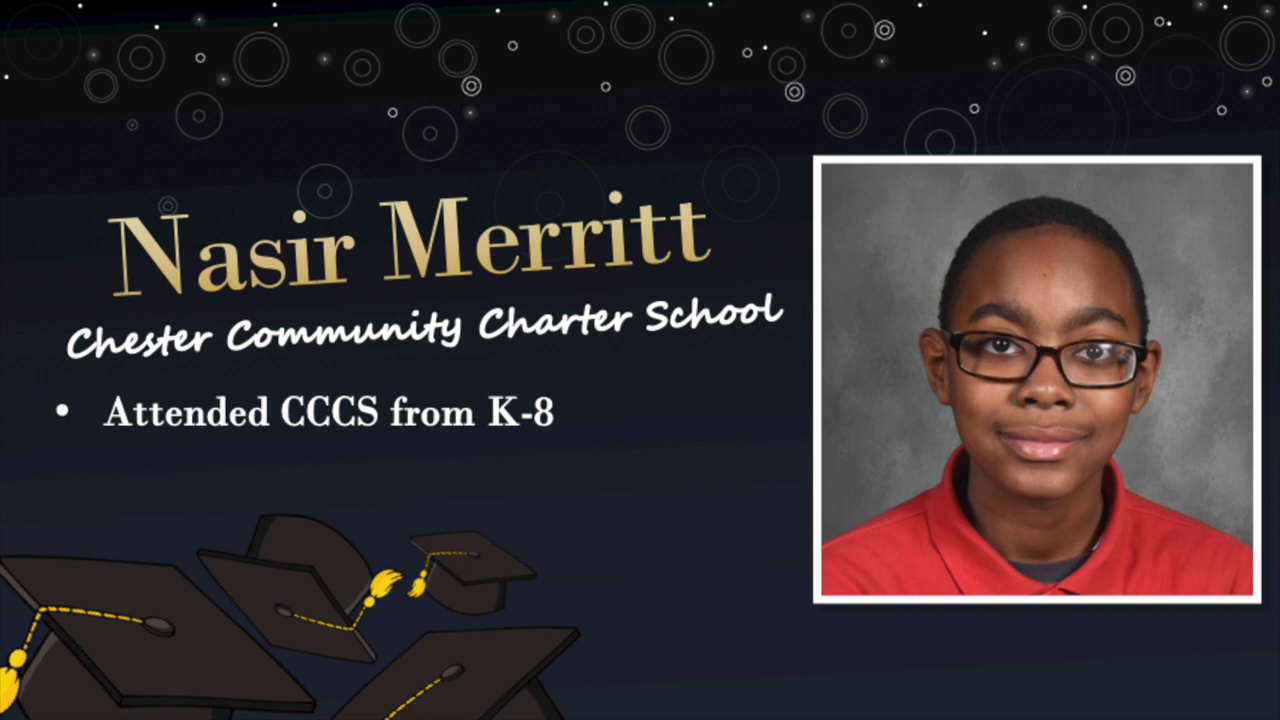 Nasir Merritt
Chester Community Charter School
• Attended CCCS from K-8